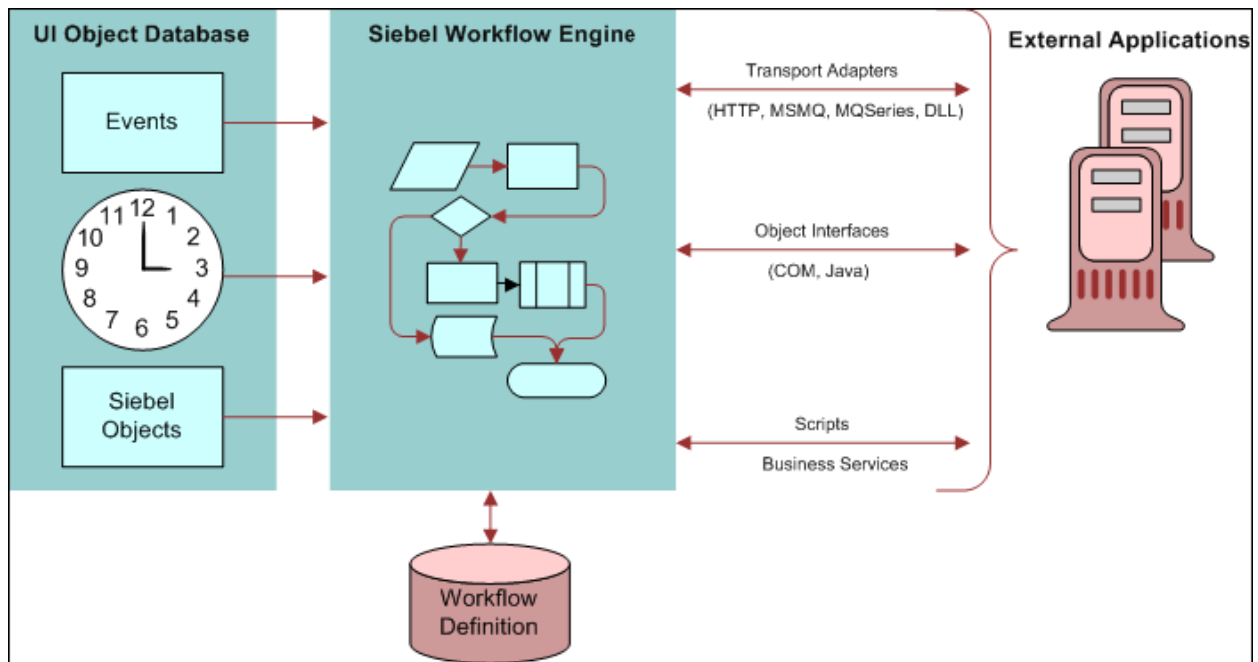 UI Object Database
Events
12
1
2
3
4
5
6
7
8
9
10
11
Siebel
Objects
Siebel Workflow Engine
Workflow
Definition
Transport Adapters
(HTTP, MSMQ, MQSeries, DLL)
Object Interfaces
(COM, Java)
Scripts
Business Services
External Applications